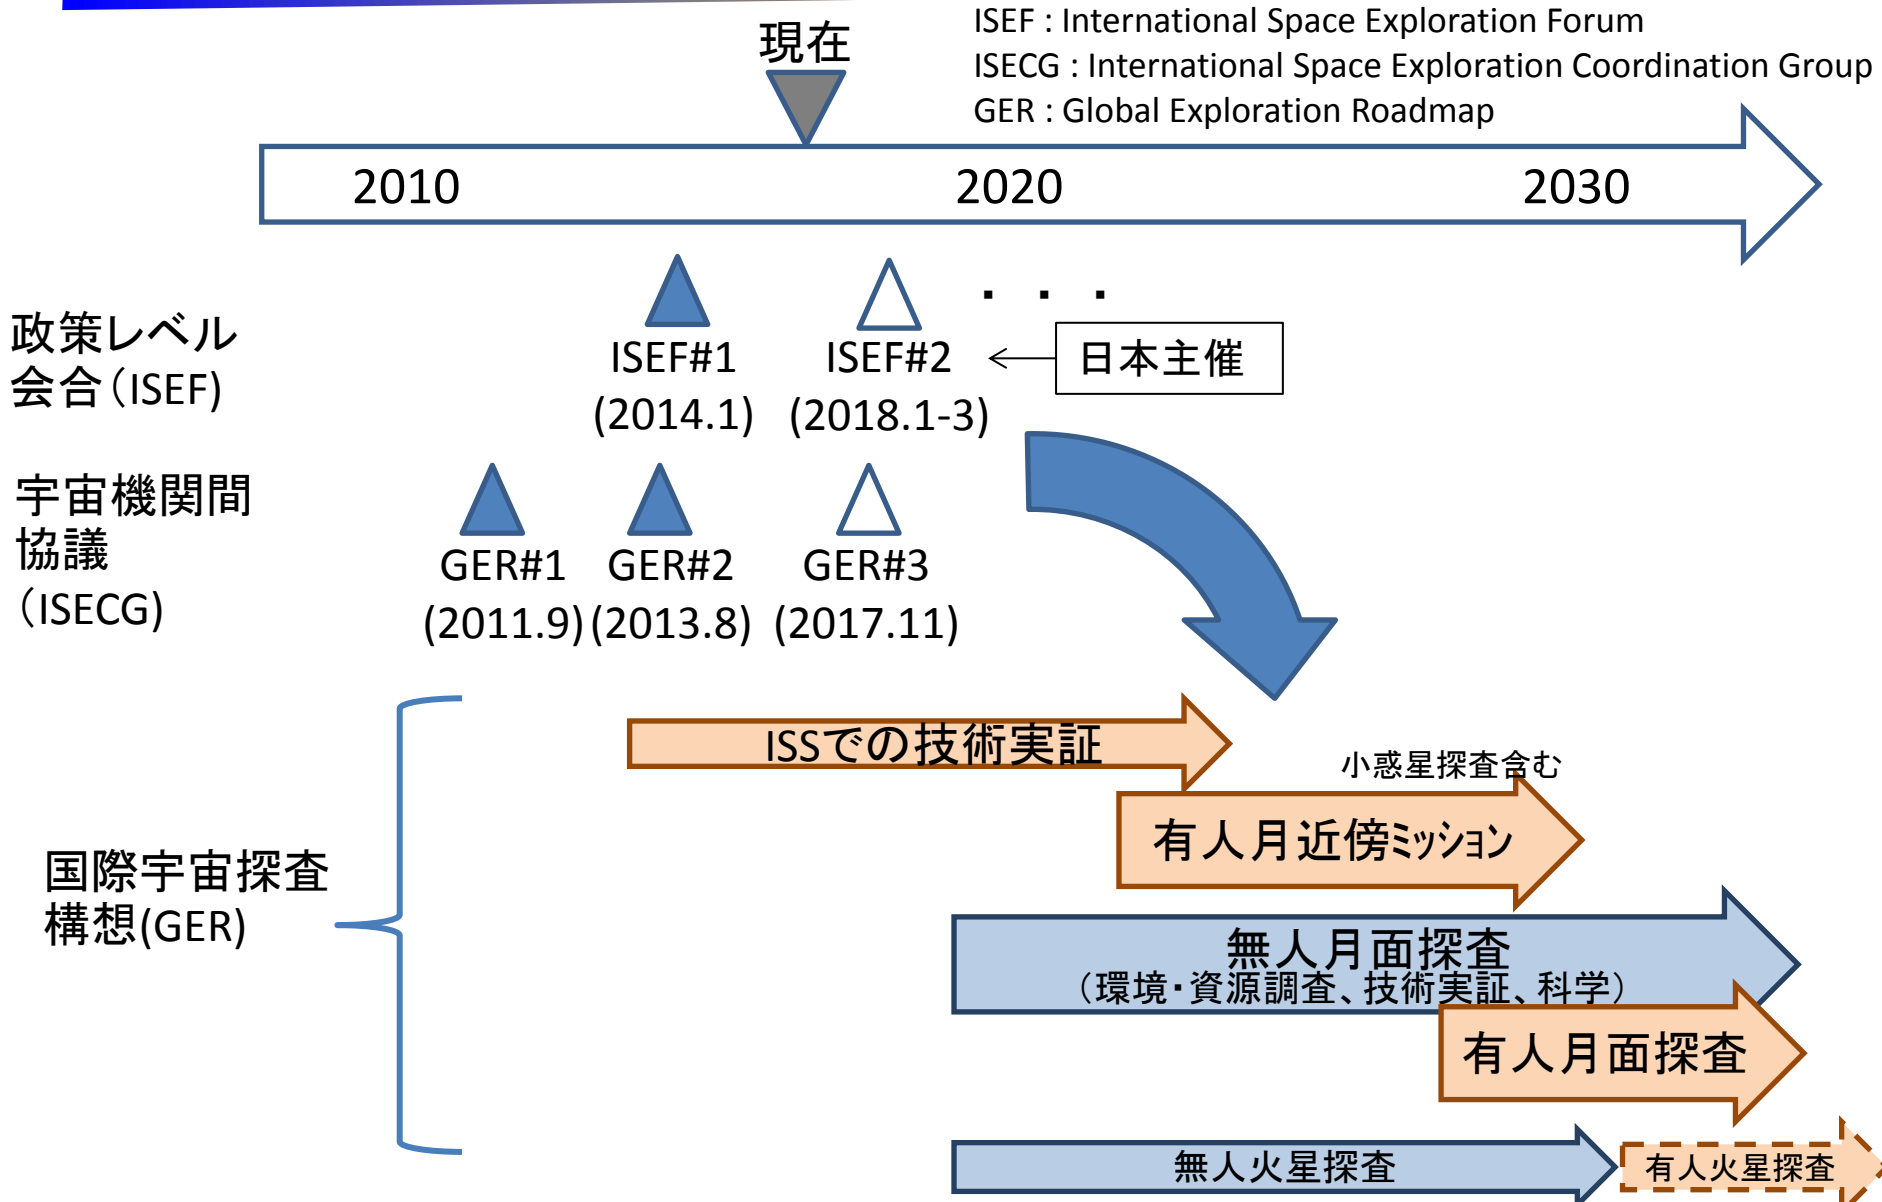 ISEF : International Space Exploration Forum
現在
ISECG : International Space Exploration Coordination Group
GER : Global Exploration Roadmap
2010
2020
2030
・・・
政策レベル
会合（ISEF)
ISEF#1
(2014.1)
ISEF#2
(2018.1-3)
日本主催
宇宙機関間
協議
（ISECG)
GER#1
(2011.9)
GER#2
(2013.8)
GER#3
(2017.11)
ISSでの技術実証
小惑星探査含む
有人月近傍ﾐｯｼｮﾝ
国際宇宙探査
構想(GER)
無人月面探査
（環境・資源調査、技術実証、科学）
有人月面探査
無人火星探査
有人火星探査